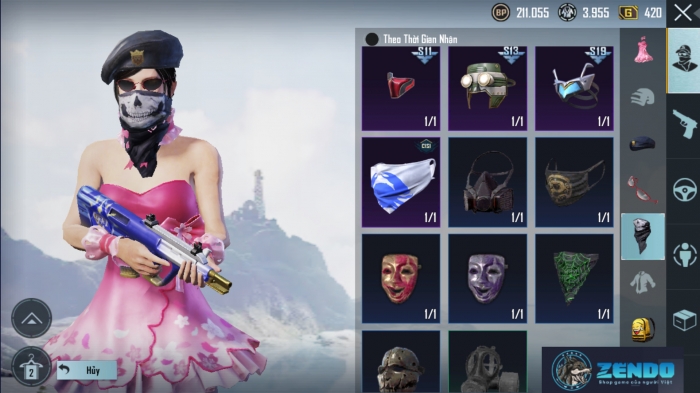 BP 211.055 3.955 G 420
Theo Thời Gian Nhận
S11 S13 S19
1/1 1/1 1/1
C1S1
1/1 1/1 1/1
1/1 1/1 1/1
2 Hủy
ZENDO
Shop game của người Việt